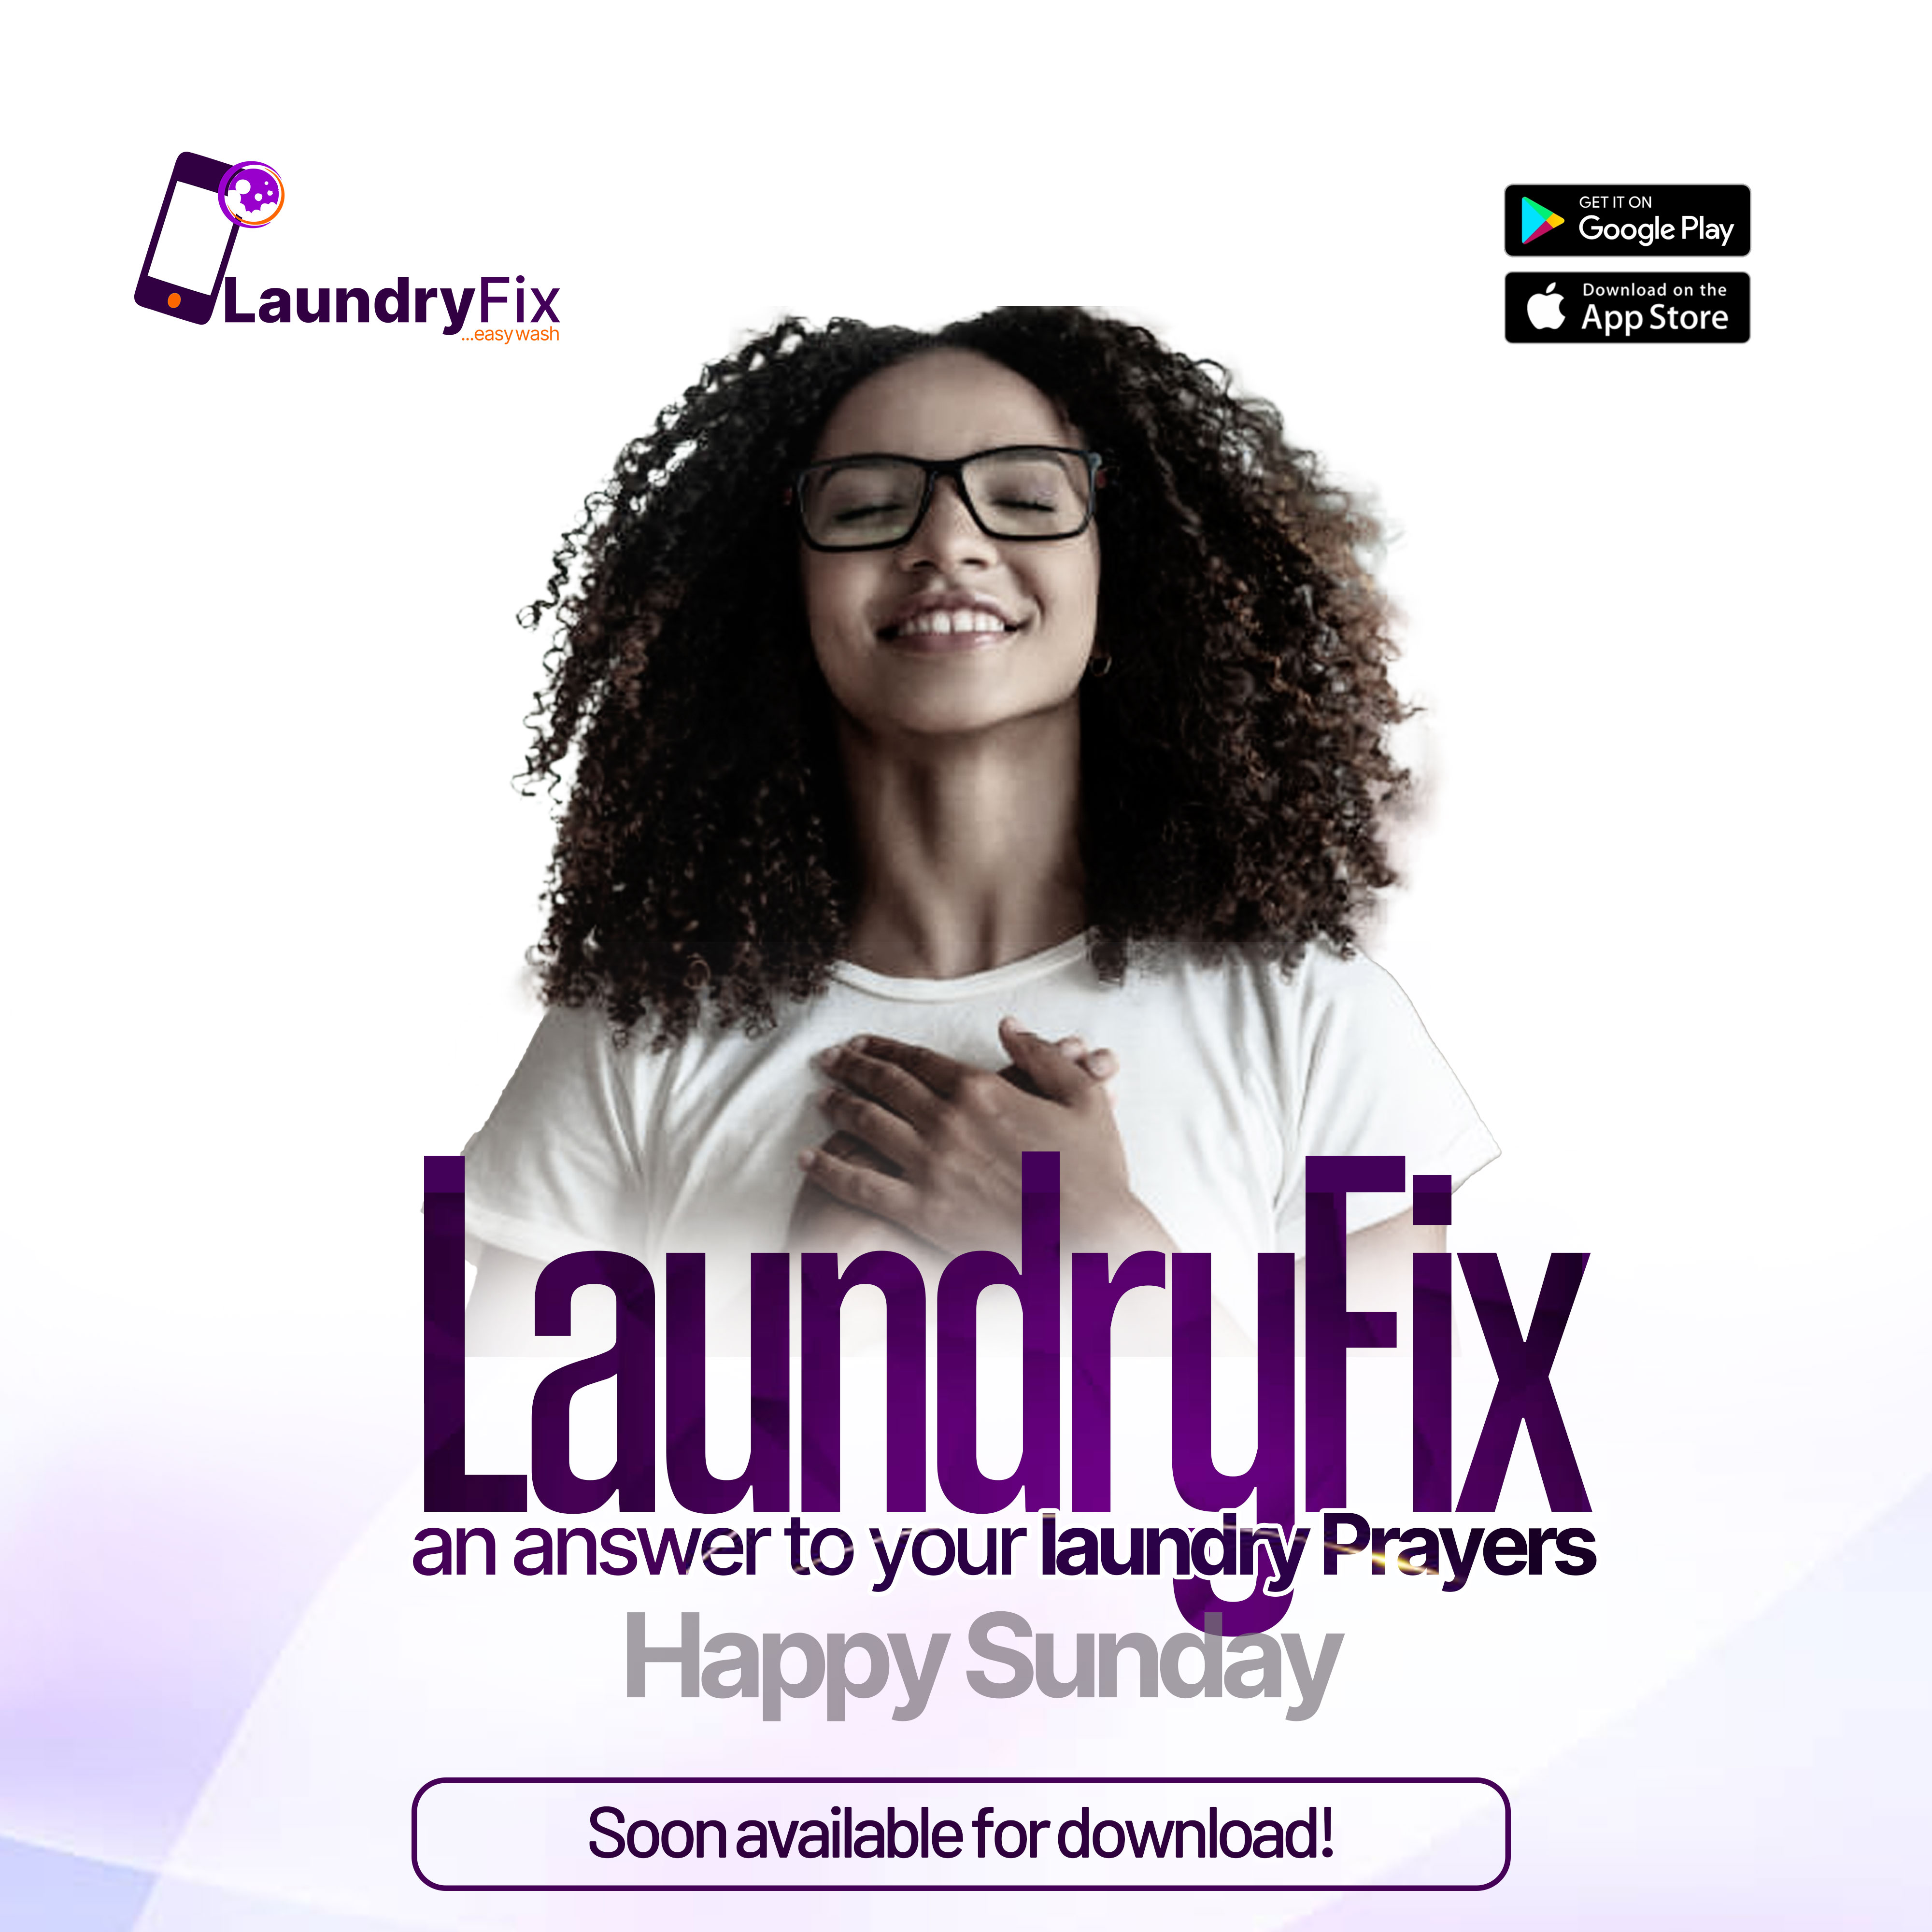 LaundryFix
...easy wash
GET IT ON
Google Play
Download on the
App Store
LaundryFix
an answer to your laundry Prayers
Happy Sunday
Soon available for download!